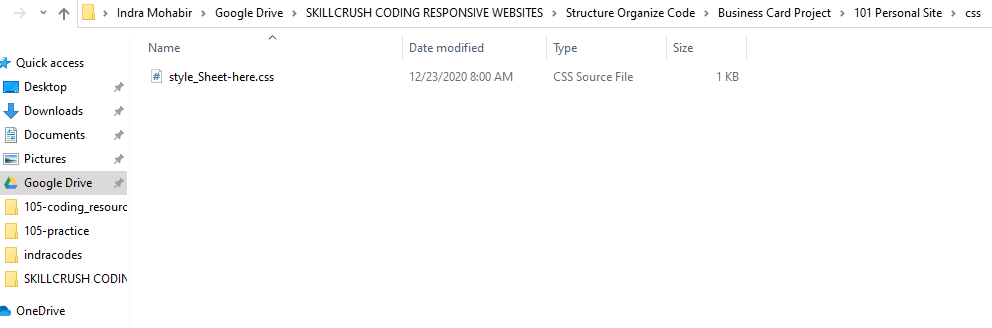 Indra Mohabir > Google Drive > SKILLCRUSH CODING RESPONSIVE WEBSITES > Structure Organize Code > Business Card Project > 101 Personal Site > css
Name Date modified Type Size
style_Sheet-here.css 12/23/2020 8:00 AM CSS Source File 1 KB
Quick access
Desktop
Downloads
Documents
Pictures
Google Drive
105-coding_resourc
105-practice
indracodes
SKILLCRUSH CODIN
OneDrive